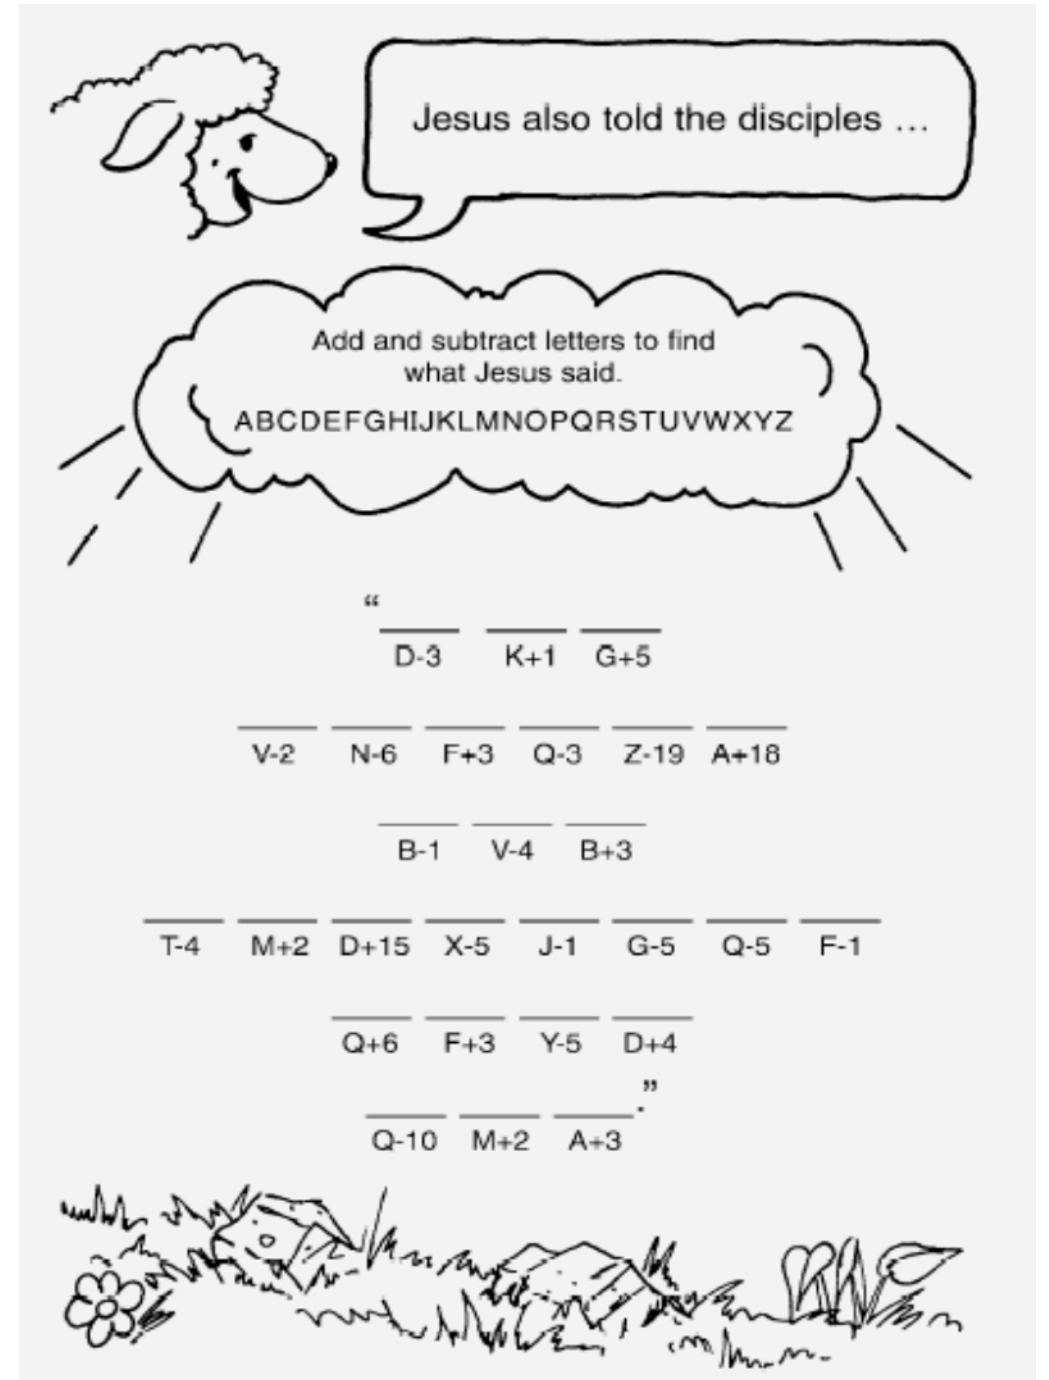 Jesus also told the disciples ...
Add and subtract letters to find
what Jesus said.
ABCDEFGHIJKLMNOPQRSTUVWXYZ
“
D-3 K+1 G+5
V-2 N-6 F+3 Q-3 Z-19 A+18
B-1 V-4 B+3
T-4 M+2 D+15 X-5 J-1 G-5 Q-5 F-1
Q+6 F+3 Y-5 D+4
.”
Q-10 M+2 A+3